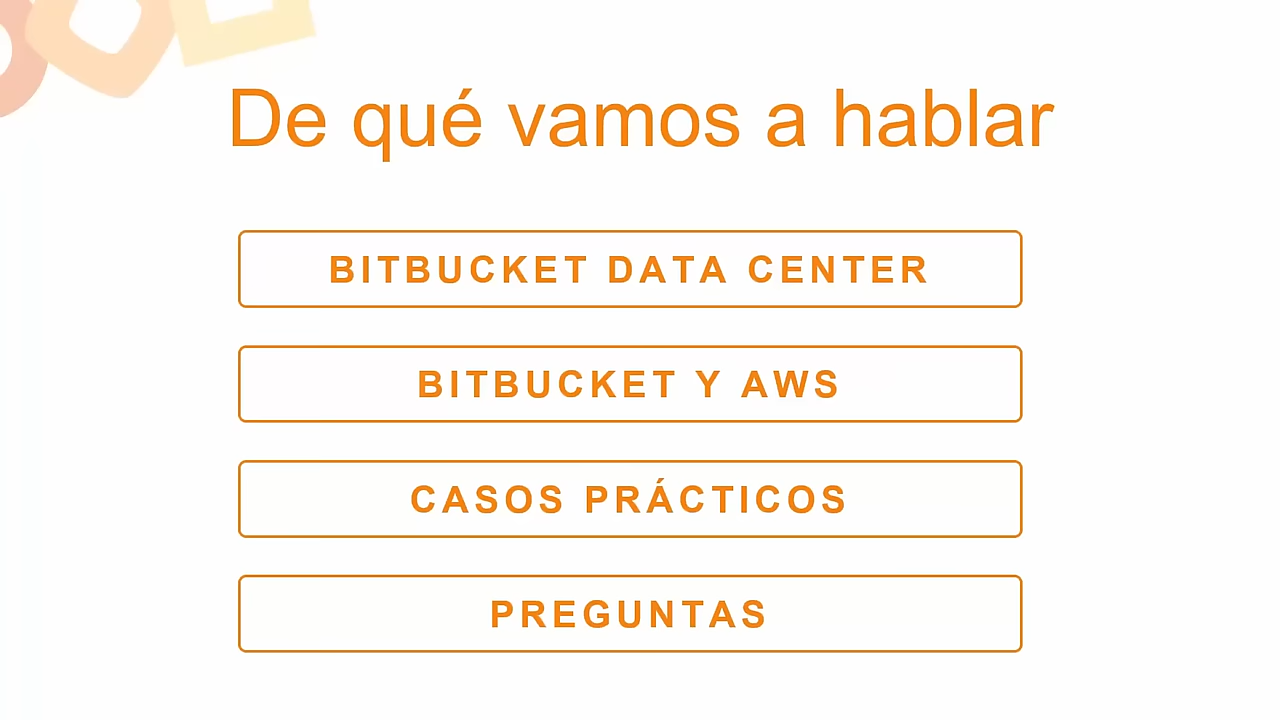 De qué vamos a hablar
BITBUCKET DATA CENTER
BITBUCKET Y AWS
CASOS PRÁCTICOS
PREGUNTAS